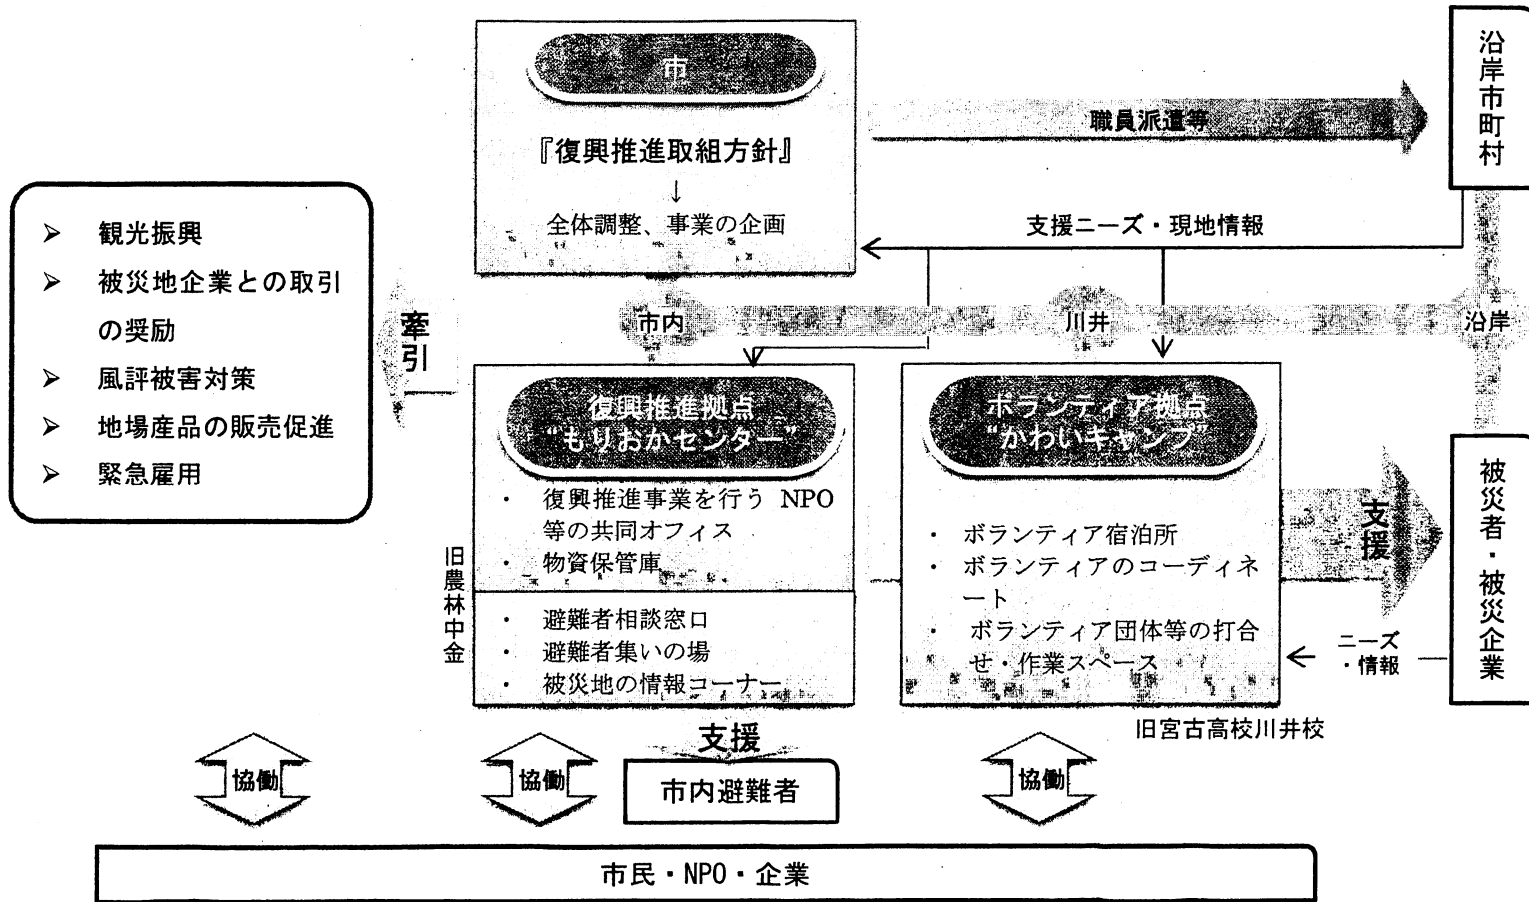 市
『復興推進取組方針』
↓
全体調整、事業の企画
職員派遣等
沿岸市町村
支援ニーズ・現地情報
➢ 観光振興
➢ 被災地企業との取引
の奨励
➢ 風評被害対策
➢ 地場産品の販売促進
➢ 緊急雇用
牽引
市内
川井
沿岸
復興推進拠点
“もりおかセンター”
・ 復興推進事業を行う NPO
等の共同オフィス
・ 物資保管庫
・ 避難者相談窓口
・ 避難者集いの場
・ 被災地の情報コーナー
旧農林中金
ボランティア拠点
“かわいキャンプ”
・ ボランティア宿泊所
・ ボランティアのコーディネ
ート
・ ボランティア団体等の打合
せ・作業スペース
旧宮古高校川井校
支援
被災者・被災企業
ニーズ
・情報
支援
市内避難者
協働
協働
協働
市民・NPO・企業